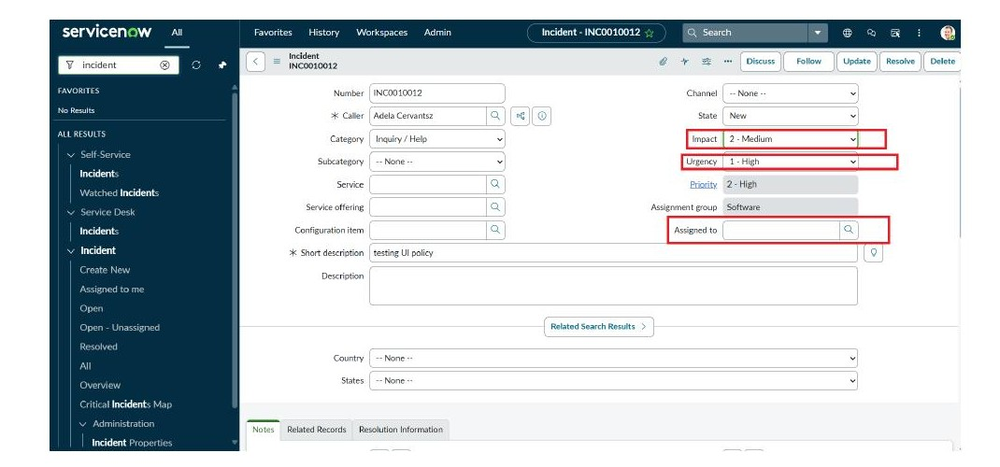 servicenow All Favorites History Workspaces Admin Incident - INC0010012 Search
incident
Incident
INC0010012
Discuss Follow Update Resolve Delete
FAVORITES
No Results
ALL RESULTS
Self-Service
Incidents
Watched Incidents
Service Desk
Incidents
Incident
Create New
Assigned to me
Open
Open - Unassigned
Resolved
All
Overview
Critical Incidents Map
Administration
Incident Properties
Number INC0010012
Caller Adela Cervantsz
Category Inquiry / Help
Subcategory -- None --
Service
Service offering
Configuration item
Channel -- None --
State New
Impact 2 - Medium
Urgency 1 - High
Priority 2 - High
Assignment group Software
Assigned to
Short description testing UI policy
Description
Related Search Results
Country -- None --
States -- None --
Notes Related Records Resolution Information